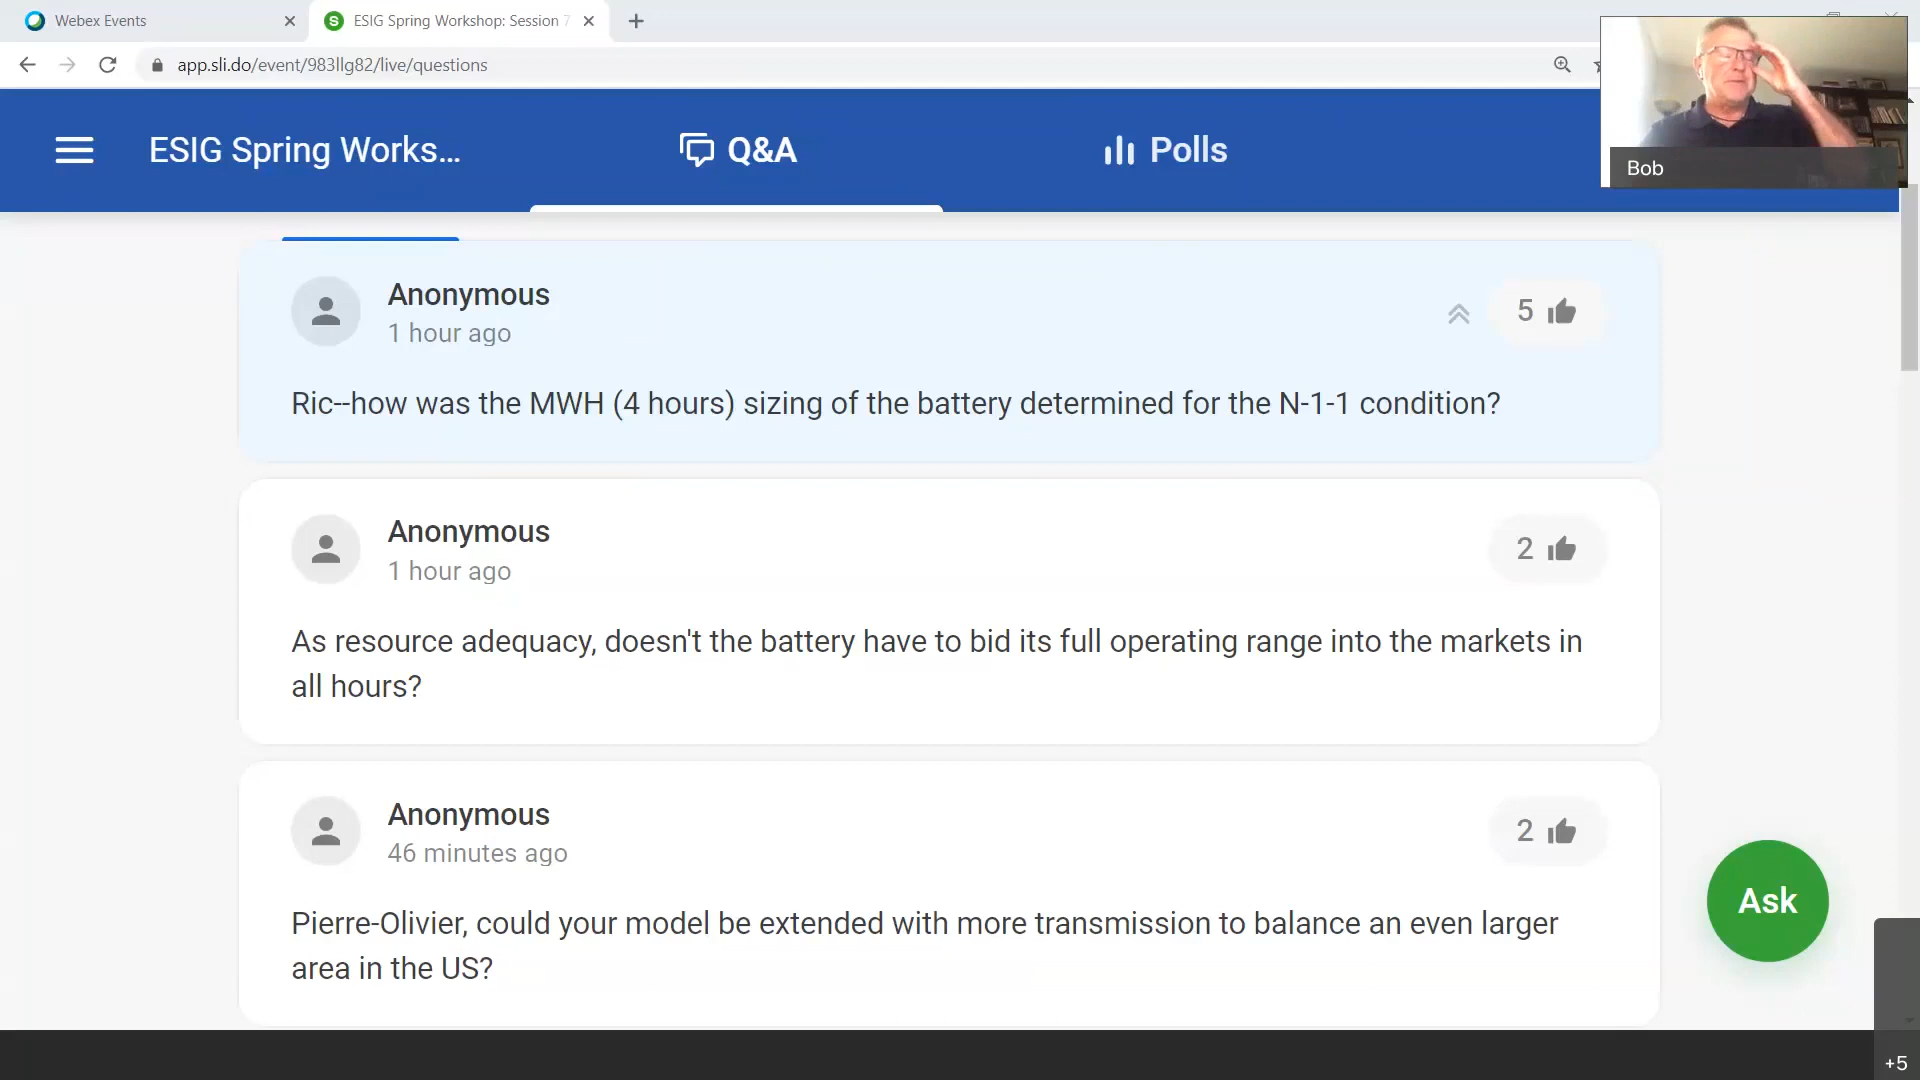 Webex Events
S ESIG Spring Workshop: Session 7
app.sli.do/event/983llg82/live/questions
ESIG Spring Works...
Q&A
Polls
Bob
Anonymous
1 hour ago
5
Ric--how was the MWH (4 hours) sizing of the battery determined for the N-1-1 condition?
Anonymous
1 hour ago
2
As resource adequacy, doesn't the battery have to bid its full operating range into the markets in
all hours?
Anonymous
46 minutes ago
2
Pierre-Olivier, could your model be extended with more transmission to balance an even larger
area in the US?
Ask
+5